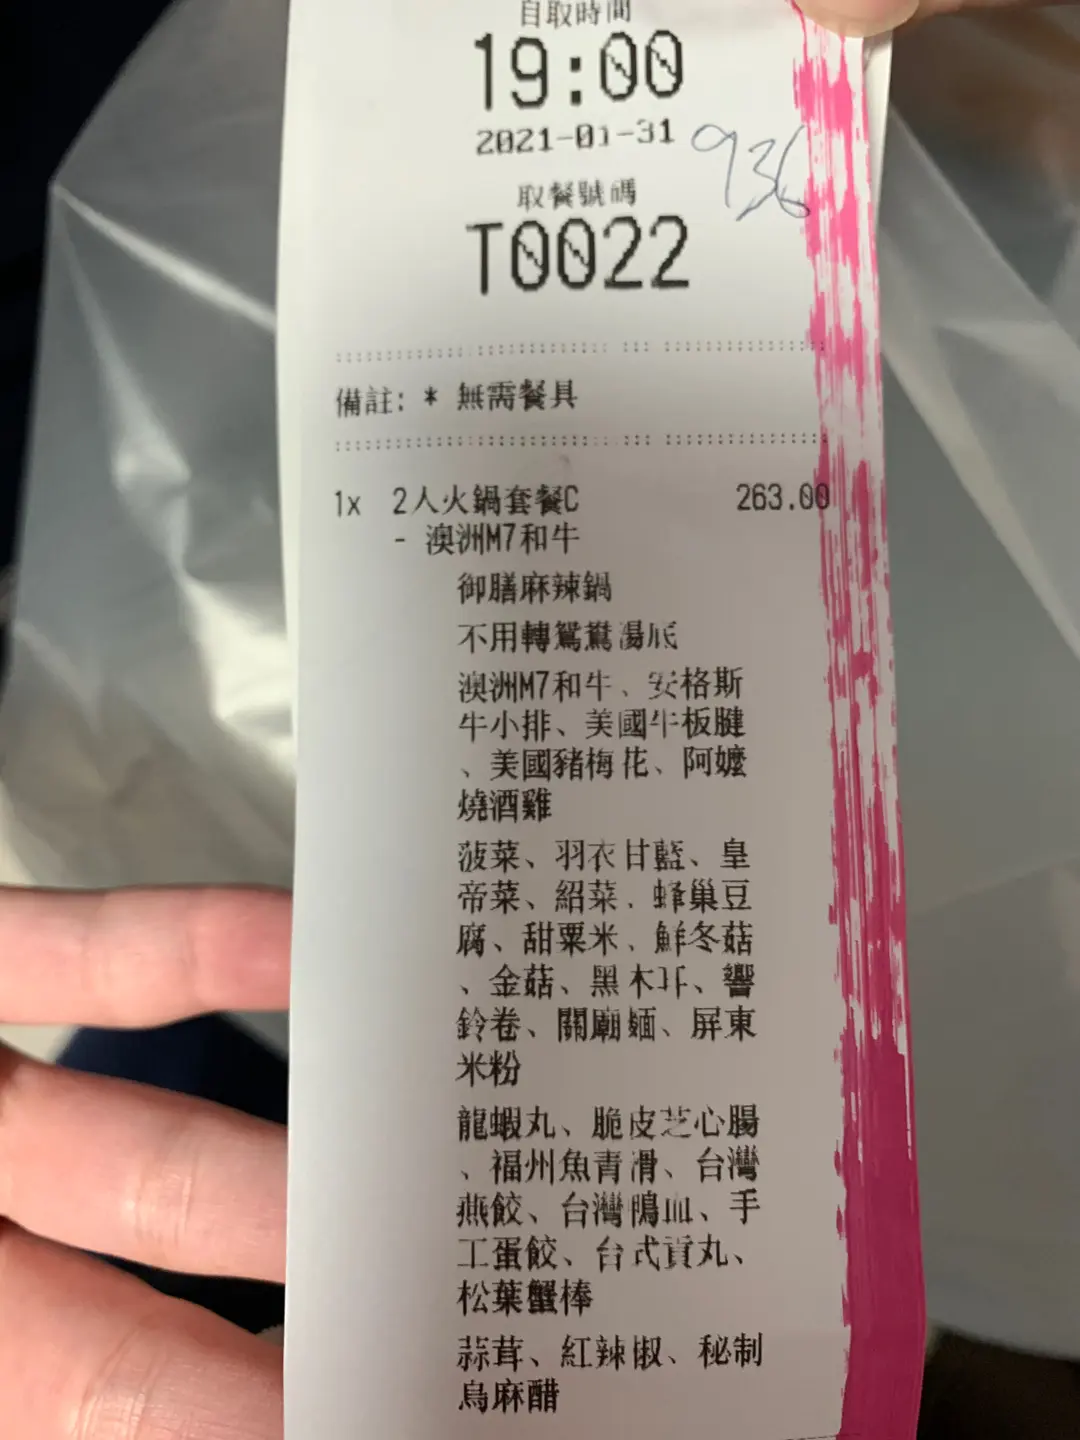 自取時間
19:00
2021-01-31
936
取餐號碼
T0022
備註: * 無需餐具
1x 2人火鍋套餐C 263.00
- 澳洲M7和牛
御膳麻辣鍋
不用轉鴛鴦湯底
澳洲M7和牛、安格斯
牛小排、美國牛板腱
、美國豬梅花、阿嬤
燒酒雞
菠菜、羽衣甘藍、皇
帝菜、紹菜、蜂巢豆
腐、甜粟米、鮮冬菇
、金菇、黑木耳、響
鈴卷、關廟麵、屏東
米粉
龍蝦丸、脆皮芝心腸
、福州魚青滑、台灣
燕餃、台灣鴨血、手
工蛋餃、台式貢丸、
松葉蟹棒
蒜茸、紅辣椒、秘制
烏麻醋